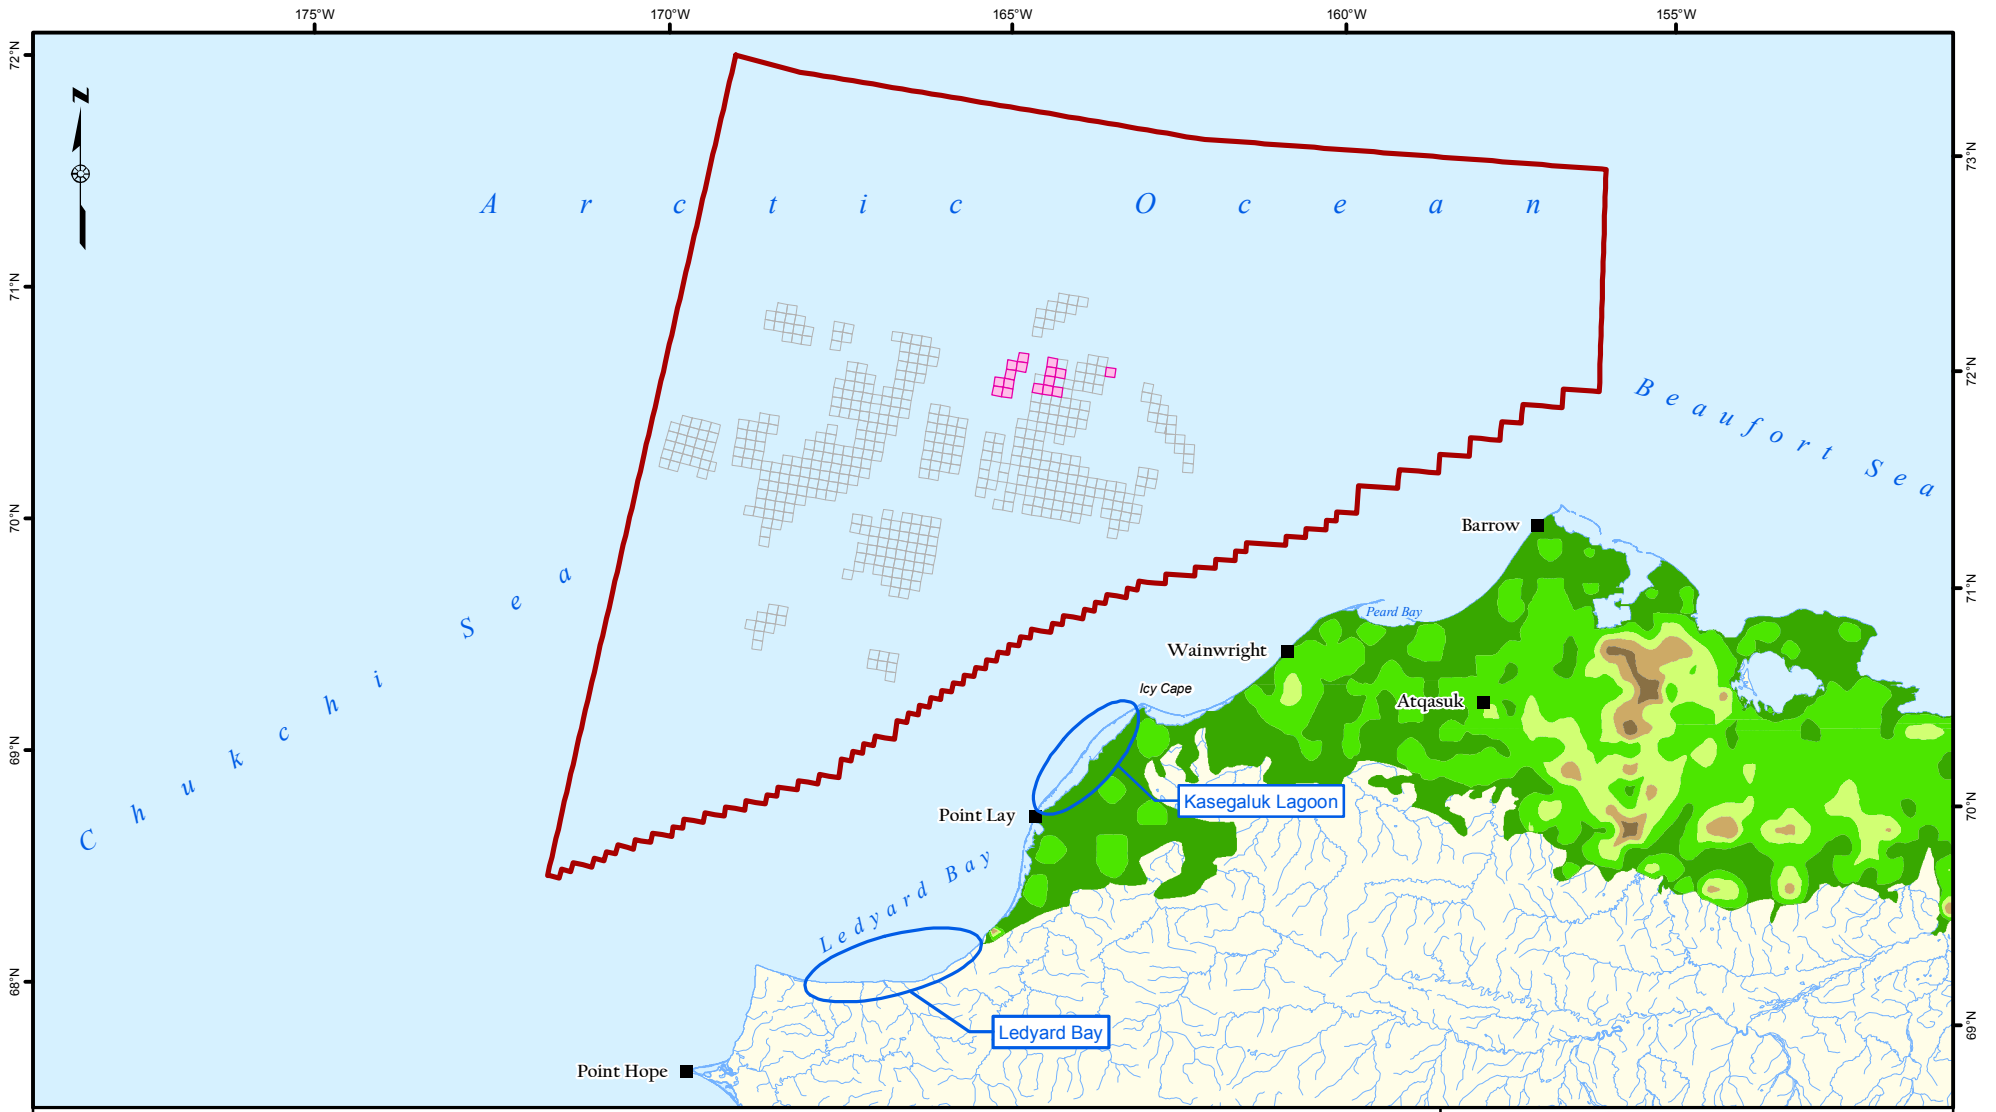 175°W
170°W
165°W
160°W
155°W
72°N
71°N
70°N
69°N
68°N
73°N
72°N
71°N
70°N
69°N
N
Arctic Ocean
Beaufort Sea
Chukchi Sea
Barrow
Peard Bay
Wainwright
Icy Cape
Atqasuk
Kasegaluk Lagoon
Point Lay
Ledyard Bay
Ledyard Bay
Point Hope